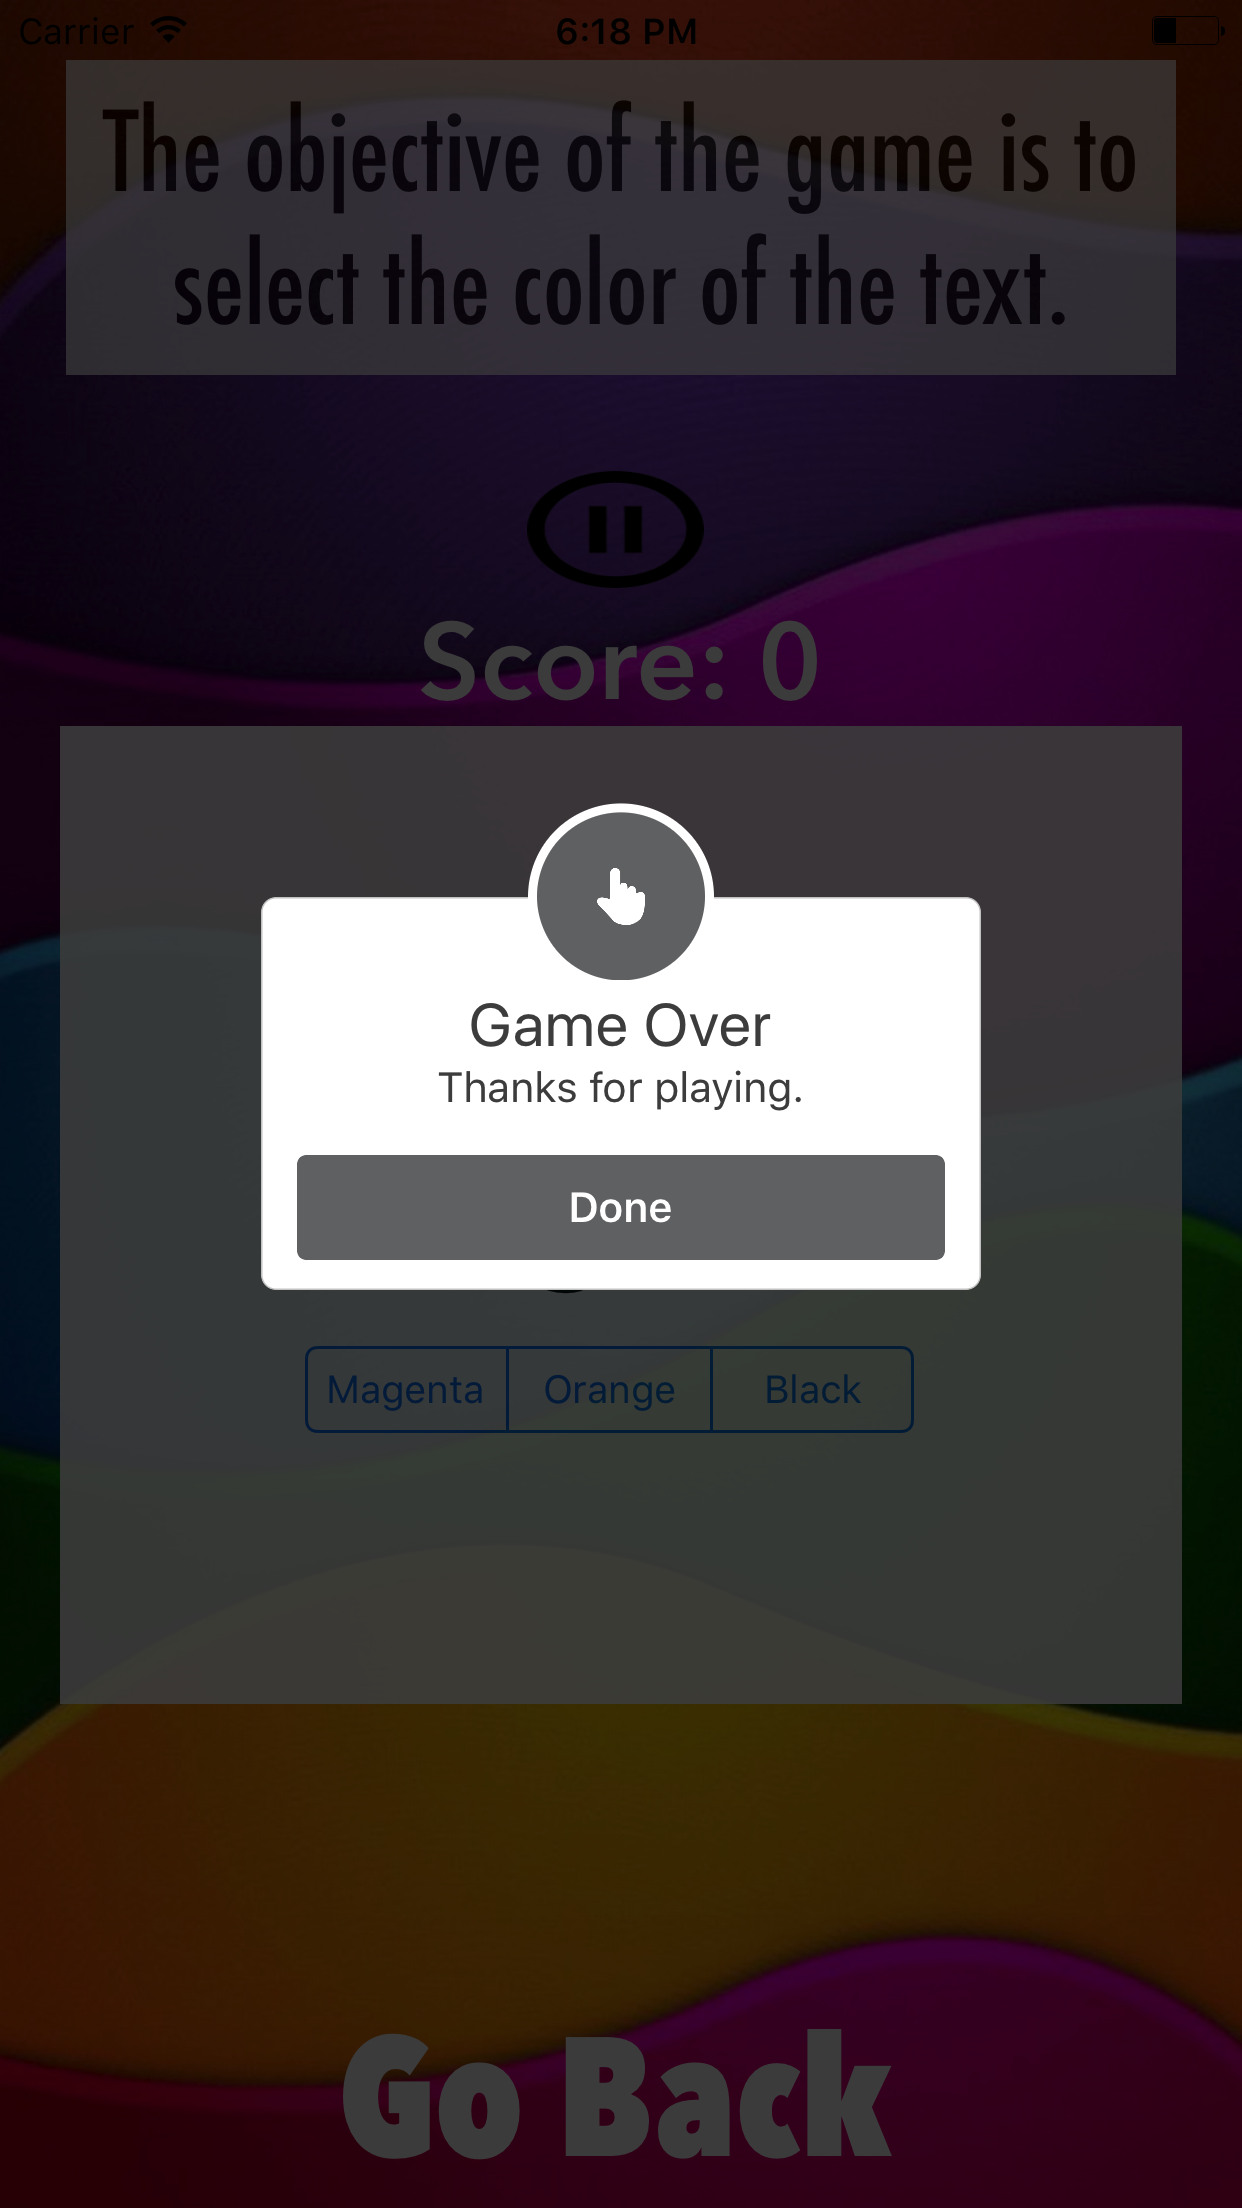 Carrier 6:18 PM
The objective of the game is to
select the color of the text.
Score: 0
Game Over
Thanks for playing.
Done
Magenta Orange Black
Go Back